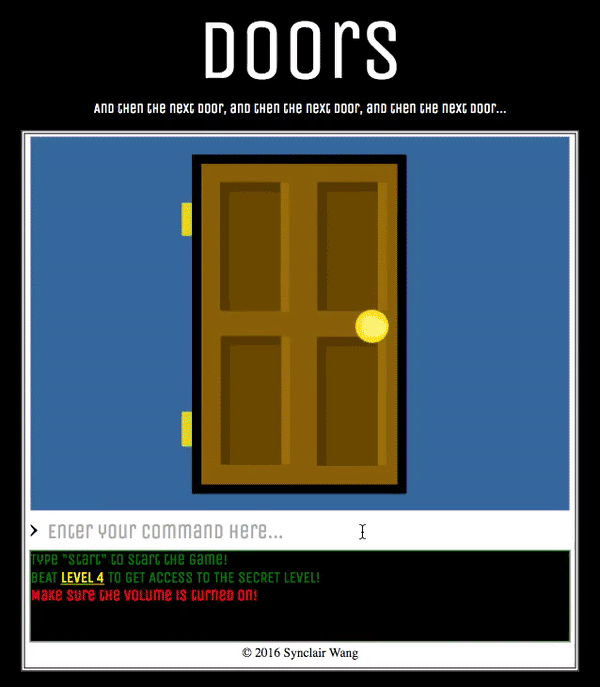 Doors
And then the next door, and then the next door, and then the next door...
> Enter your command here...
Type "start" to start the game!
BEAT LEVEL 4 TO GET ACCESS TO THE SECRET LEVEL!
Make sure the volume is turned on!
© 2016 Synclair Wang